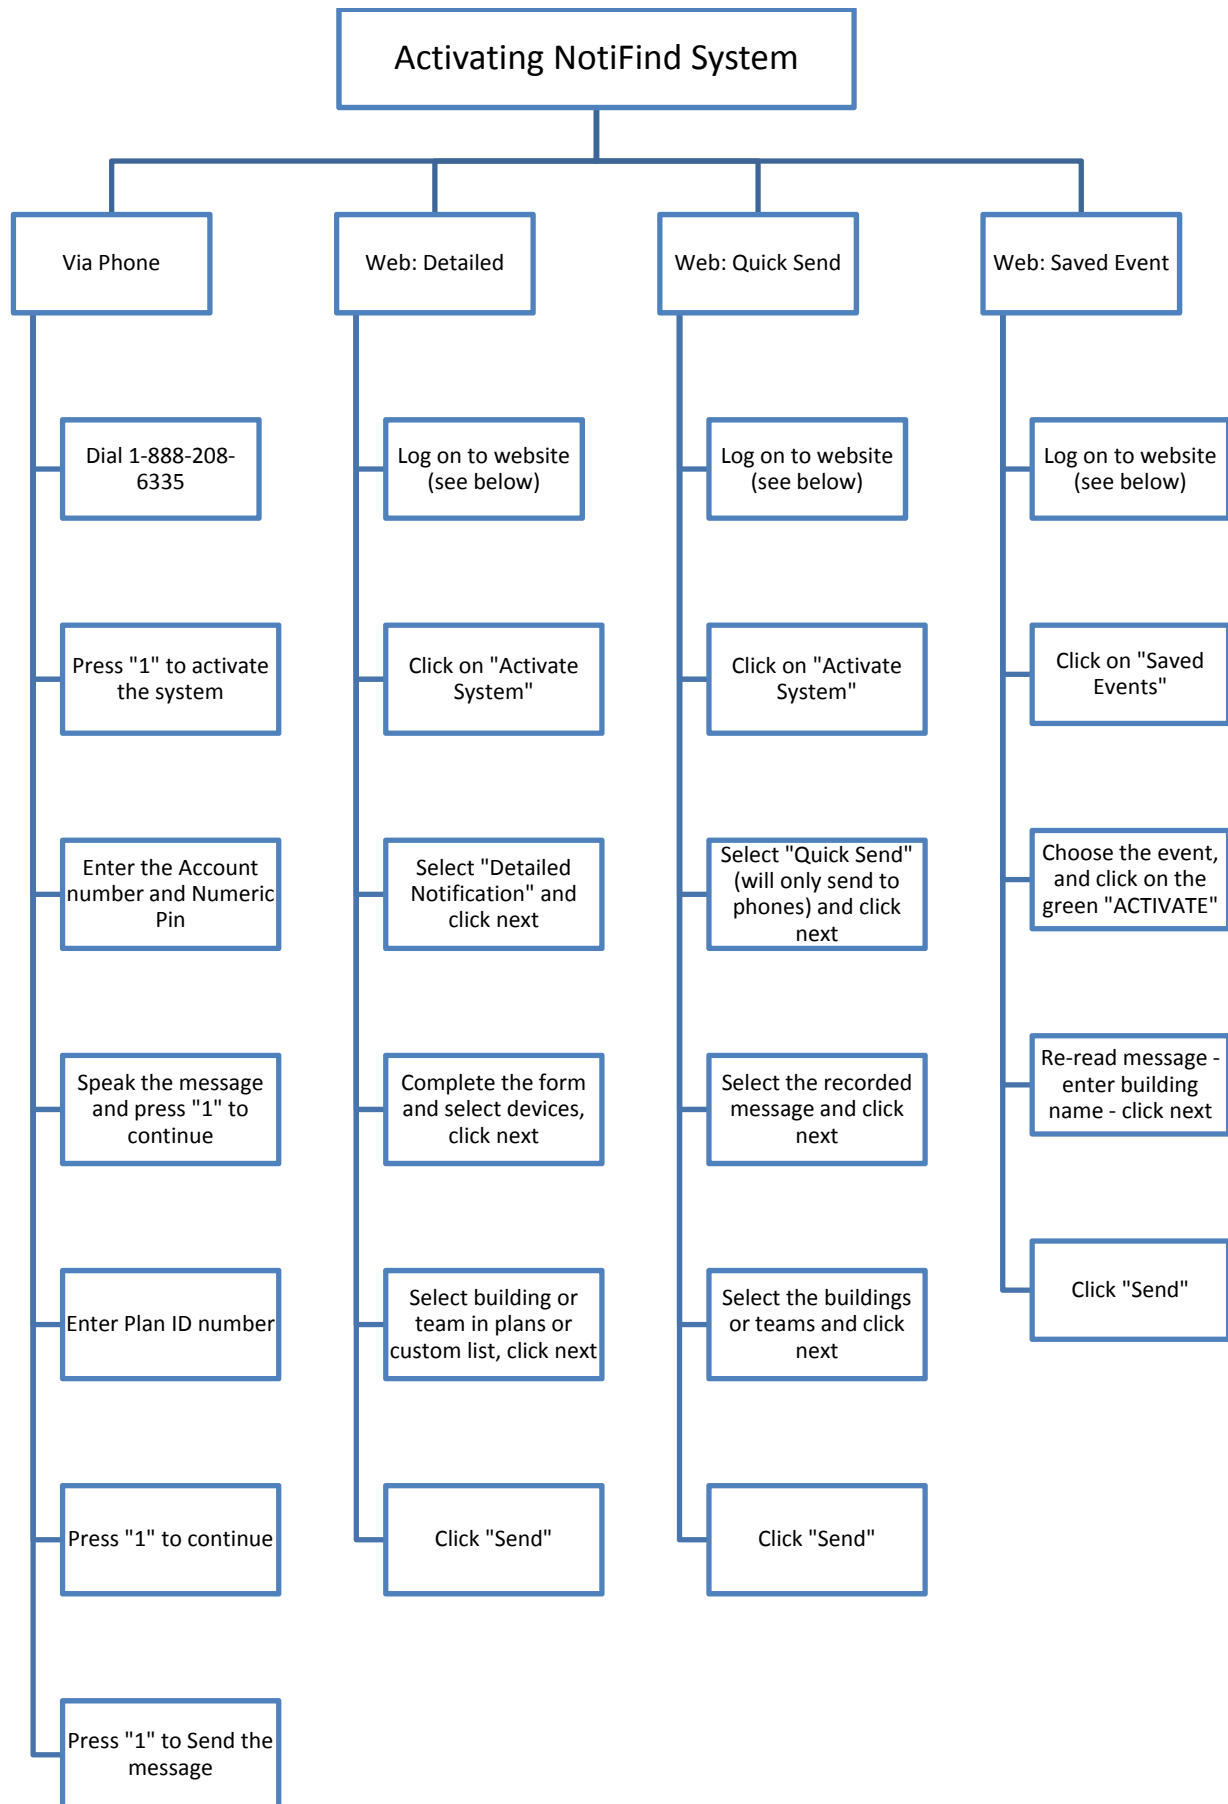 Activating NotiFind System
Via Phone
Dial 1-888-208-
6335
Press "1" to activate
the system
Enter the Account
number and Numeric
Pin
Speak the message
and press "1" to
continue
Enter Plan ID number
Press "1" to continue
Press "1" to Send the
message
Web: Detailed
Log on to website
(see below)
Click on "Activate
System"
Select "Detailed
Notification" and
click next
Complete the form
and select devices,
click next
Select building or
team in plans or
custom list, click next
Click "Send"
Web: Quick Send
Log on to website
(see below)
Click on "Activate
System"
Select "Quick Send"
(will only send to
phones) and click
next
Select the recorded
message and click
next
Select the buildings
or teams and click
next
Click "Send"
Web: Saved Event
Log on to website
(see below)
Click on "Saved
Events"
Choose the event,
and click on the
green "ACTIVATE"
Re-read message -
enter building
name - click next
Click "Send"